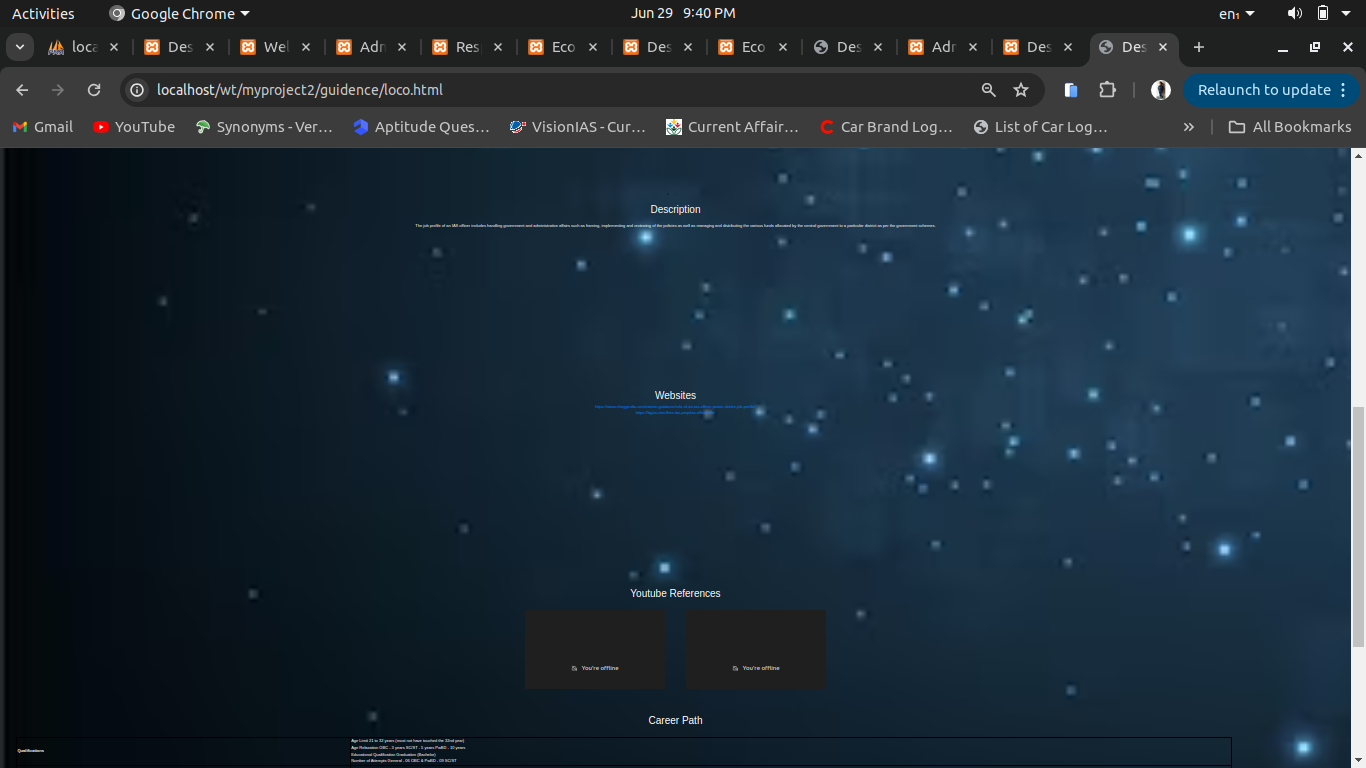 Activities
Google Chrome
Jun 29 9:40 PM
en₁
loca
Des
Wel
Adm
Res
Eco
Des
Eco
Des
Adm
Des
Des
localhost/wt/myproject2/guidence/loco.html
Relaunch to update
Gmail
YouTube
Synonyms - Ver…
Aptitude Ques…
VisionIAS - Cur…
Current Affair…
Car Brand Log…
List of Car Log…
All Bookmarks
Description
The job profile of an IAS officer includes handling government and administrative affairs such as framing, implementing and reviewing of the policies as well as managing and distributing the various funds allocated by the central government to a particular district as per the government schemes.
Websites
Youtube References
You're offline
You're offline
Career Path
Qualifications
Age Limit 21 to 32 years (must not have touched the 32nd year)
Age Relaxation OBC - 3 years SC/ST - 5 years PwBD - 10 years
Educational Qualification Graduation (Bachelor)
Number of Attempts General - 06 OBC & PwBD - 09 SC/ST